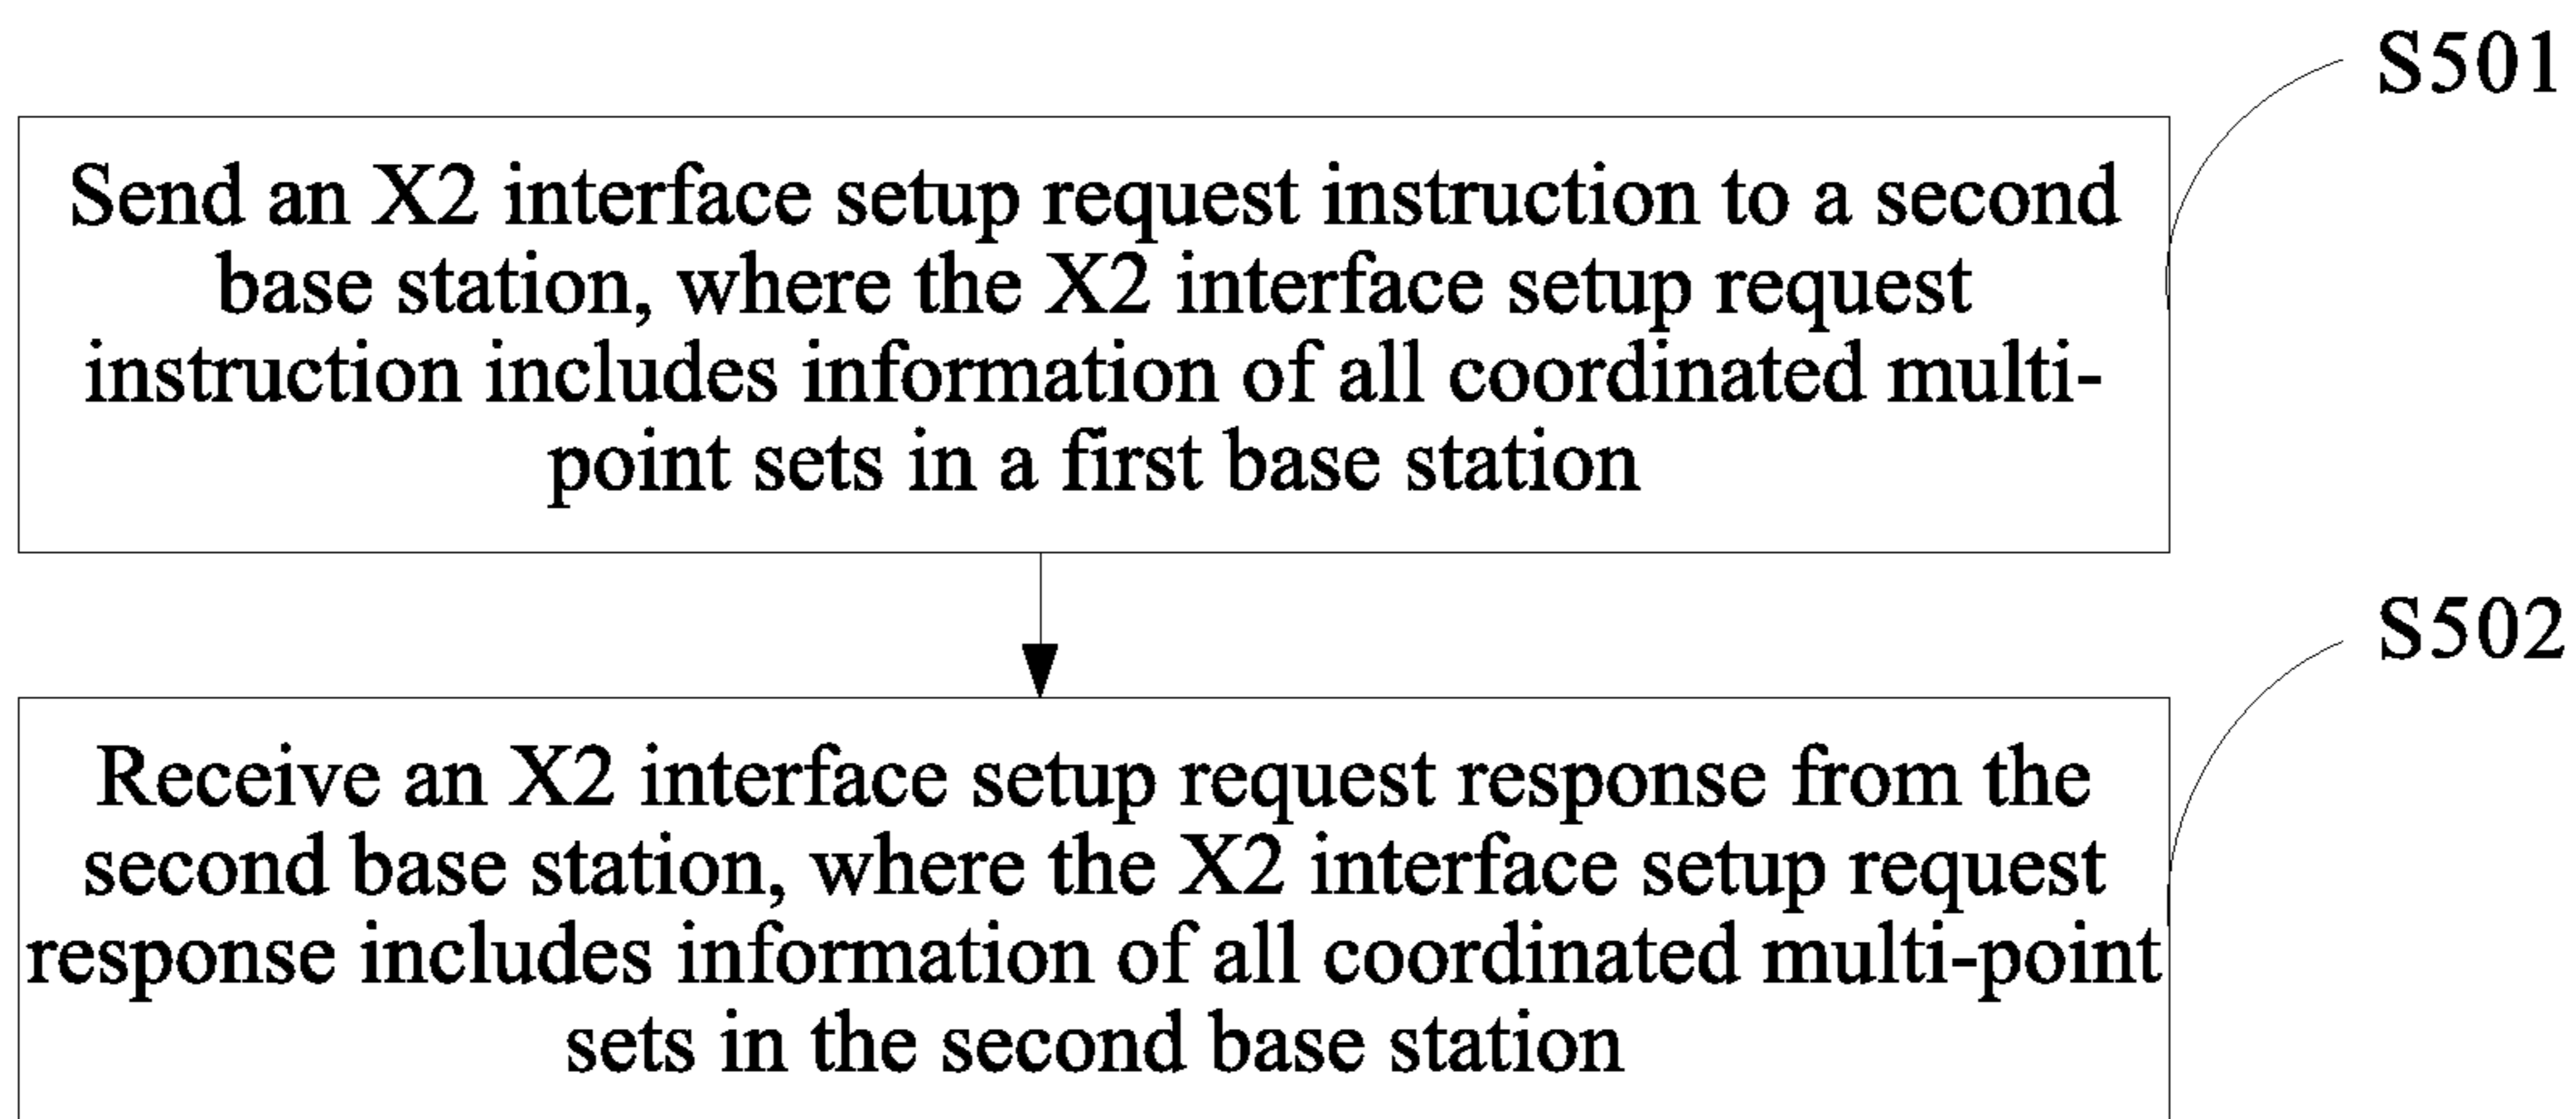 S501
Send an X2 interface setup request instruction to a second
base station, where the X2 interface setup request
instruction includes information of all coordinated multi-
point sets in a first base station
S502
Receive an X2 interface setup request response from the
second base station, where the X2 interface setup request
response includes information of all coordinated multi-point
sets in the second base station